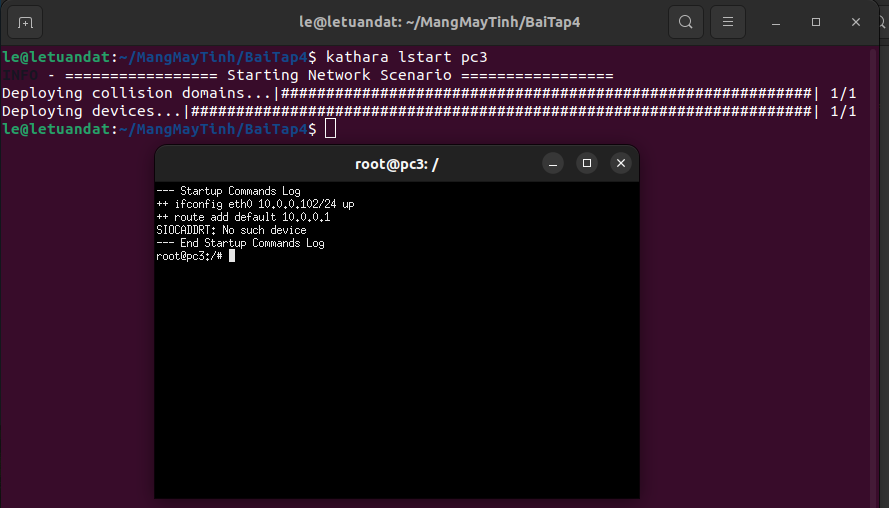 le@letuandat: ~/MangMayTinh/BaiTap4
le@letuandat:~/MangMayTinh/BaiTap4$ kathara lstart pc3
INFO - ================= Starting Network Scenario =================
Deploying collision domains...|###########################################################| 1/1
Deploying devices...|#####################################################################| 1/1
le@letuandat:~/MangMayTinh/BaiTap4$
root@pc3: /
--- Startup Commands Log
++ ifconfig eth0 10.0.0.102/24 up
++ route add default 10.0.0.1
SIOCADDRT: No such device
--- End Startup Commands Log
root@pc3:/#